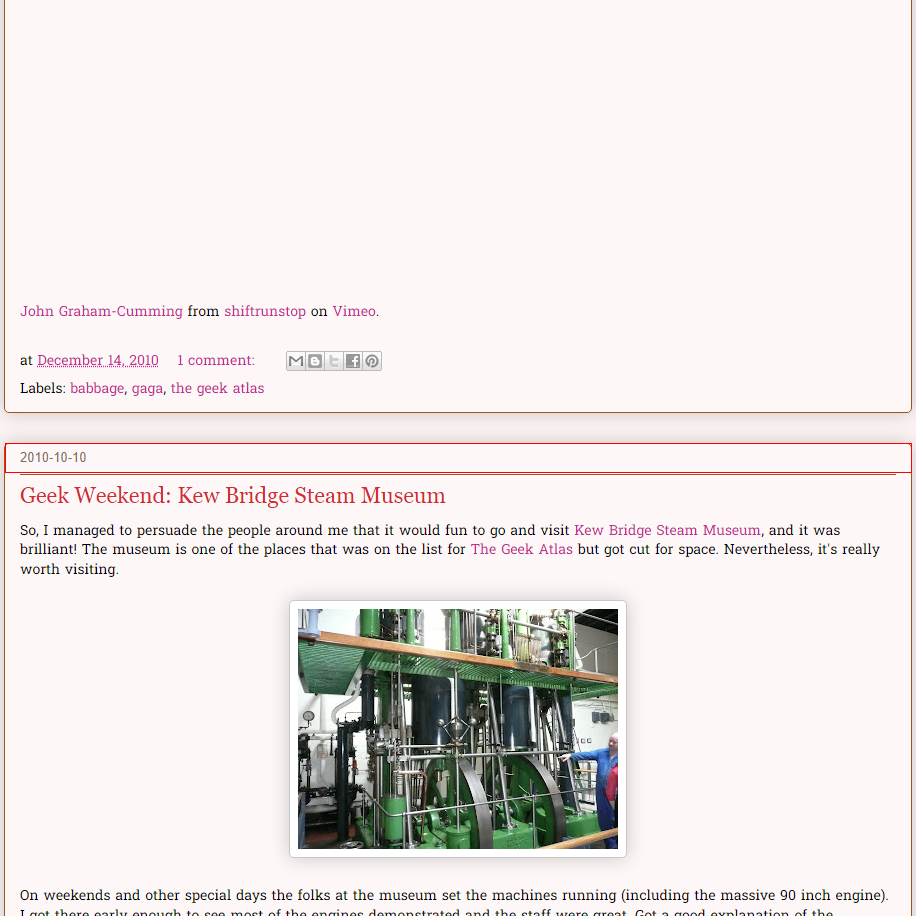 John Graham-Cumming from shiftrunstop on Vimeo.
at December 14, 2010 1 comment:
Labels: babbage, gaga, the geek atlas
2010-10-10
Geek Weekend: Kew Bridge Steam Museum
So, I managed to persuade the people around me that it would fun to go and visit Kew Bridge Steam Museum, and it was
brilliant! The museum is one of the places that was on the list for The Geek Atlas but got cut for space. Nevertheless, it's really
worth visiting.
On weekends and other special days the folks at the museum set the machines running (including the massive 90 inch engine).
I got there early enough to see most of the engines demonstrated and the staff were great. Got a good explanation of the